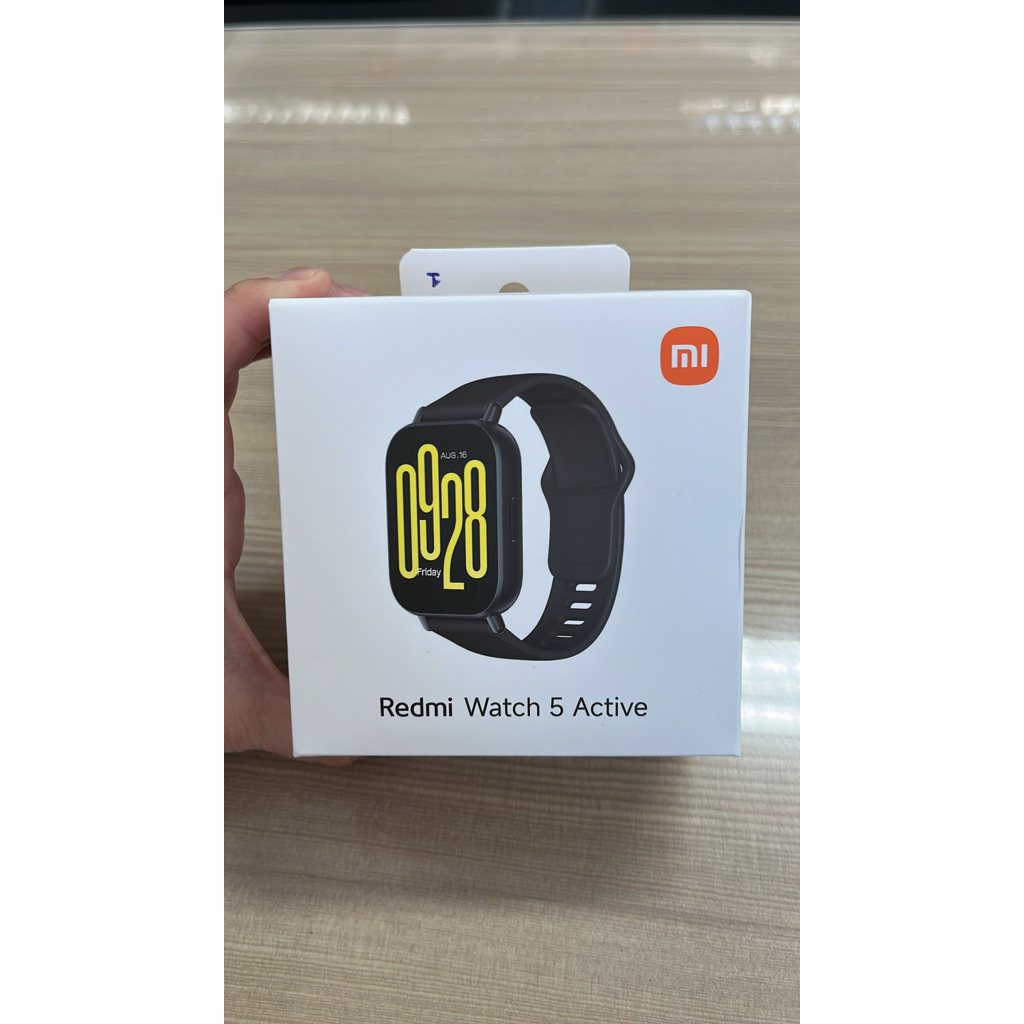 mi
AUG.16
0928
Friday
Redmi Watch 5 Active